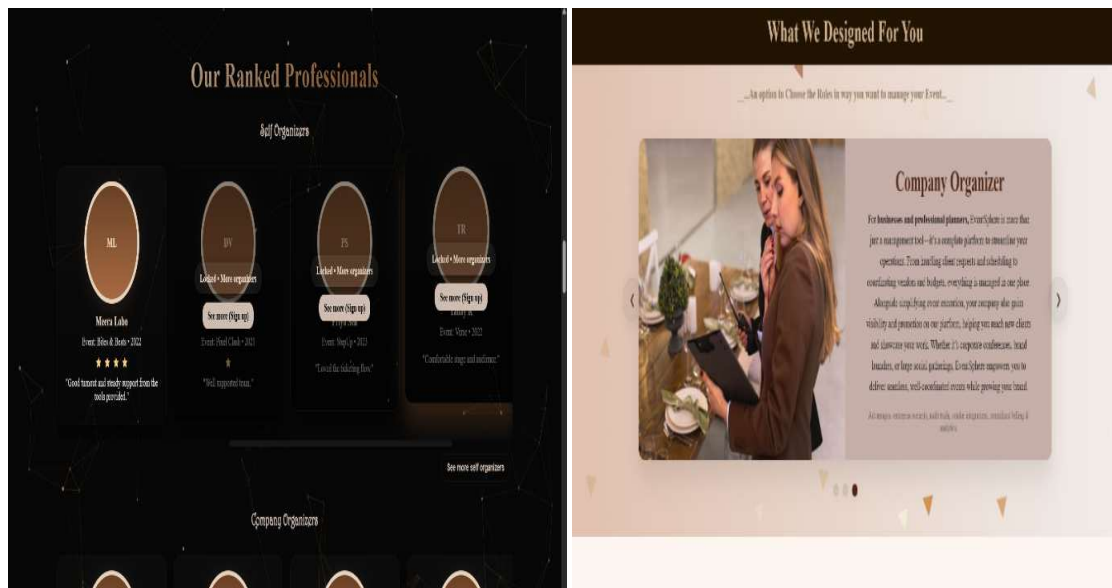 Our Ranked Professionals
Self Organizers
ML
Meera Lobo
Event: Bites & Beats • 2022
"Good turnout and steady support from the
tools provided."
DV
Locked • More organizers
See more (Sign up)
Event: Pixel Clash • 2023
"Well supported team."
PS
Locked • More organizers
See more (Sign up)
Event: StepUp • 2023
"Loved the ticketing flow."
TR
Locked • More organizers
See more (Sign up)
Event: Verse • 2022
"Comfortable stage and audience."
See more self organizers
Company Organizers
What We Designed For You
...An option to Choose the Roles in way you want to manage your Event...
Company Organizer
For businesses and professional planners, EventSphere is more than
just a management tool—it's a complete platform to streamline your
operations. From handling client requests and scheduling to
coordinating vendors and budgets, everything is managed in one place.
Alongside simplifying event execution, your company also gains
visibility and promotion on our platform, helping you reach new clients
and showcase your work. Whether it's corporate conferences, brand
launches, or large social gatherings, EventSphere empowers you to
deliver seamless, well-coordinated events while growing your brand.